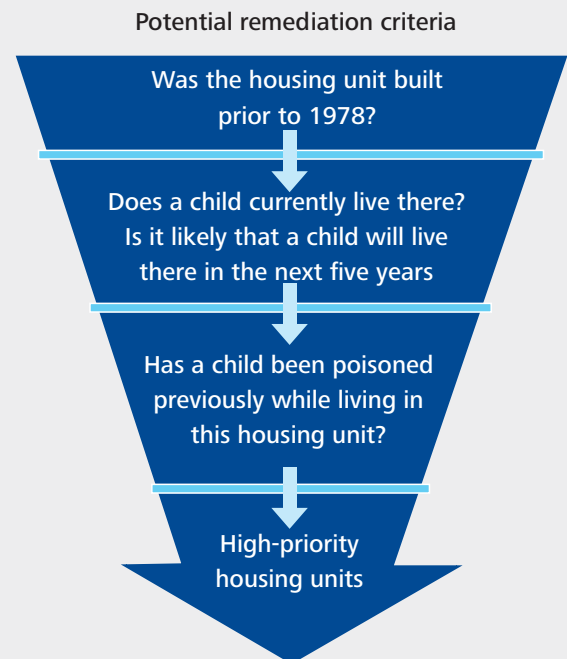 Potential remediation criteria
Was the housing unit built
prior to 1978?
Does a child currently live there?
Is it likely that a child will live
there in the next five years
Has a child been poisoned
previously while living in
this housing unit?
High-priority
housing units